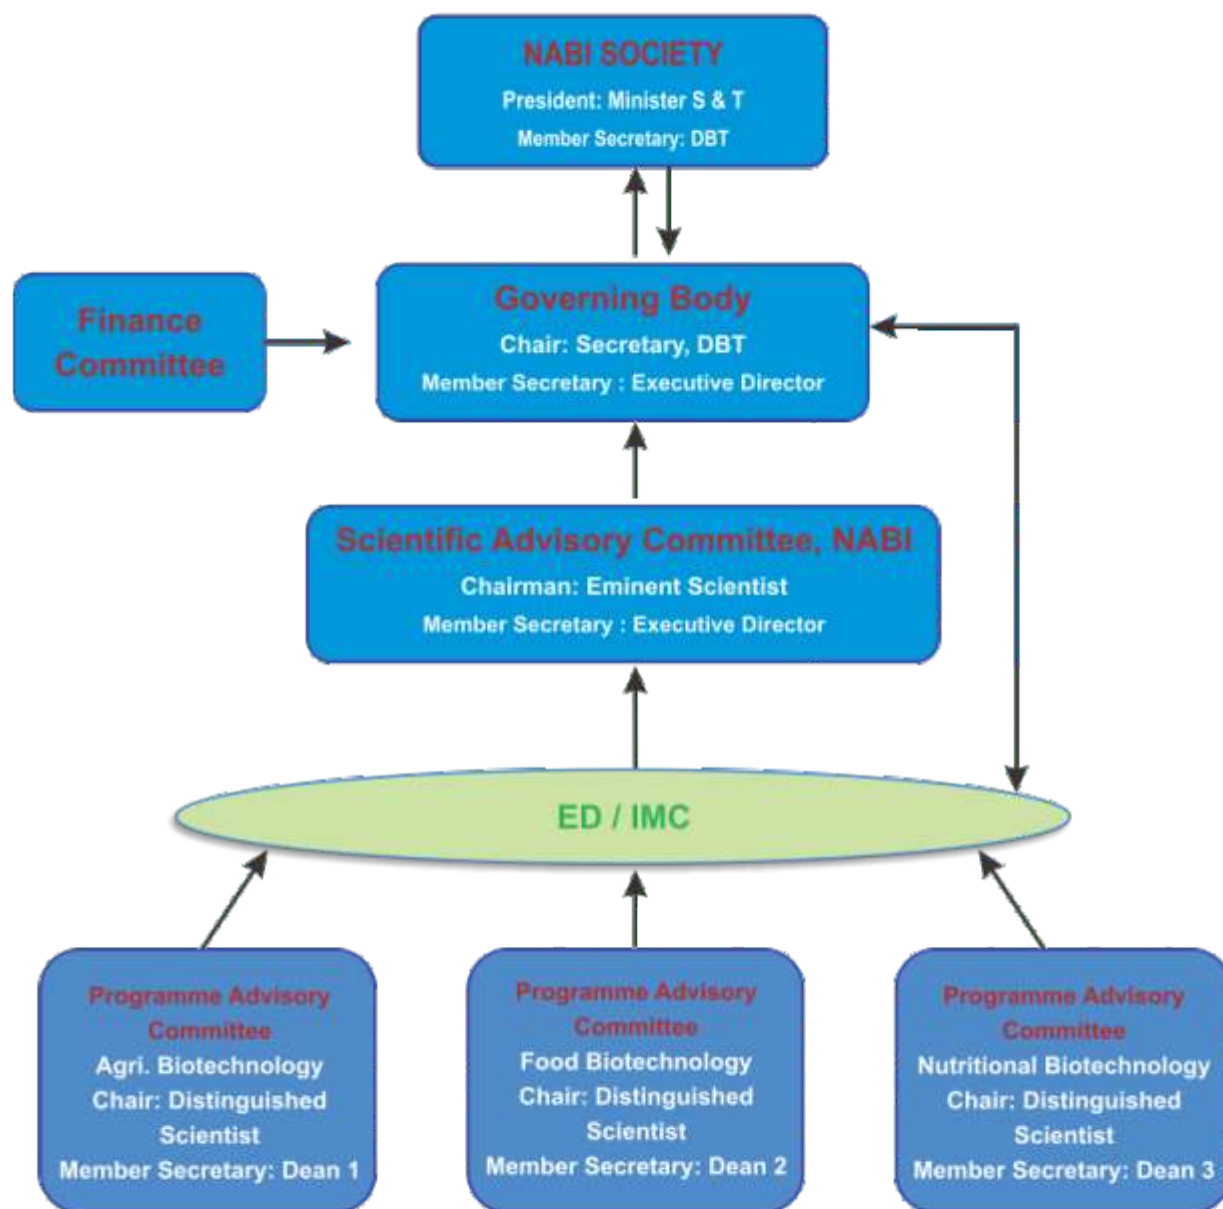 NABI SOCIETY
President: Minister S & T
Member Secretary: DBT
Finance
Committee
Governing Body
Chair: Secretary, DBT
Member Secretary : Executive Director
Scientific Advisory Committee, NABI
Chairman: Eminent Scientist
Member Secretary : Executive Director
ED / IMC
Programme Advisory
Committee
Agri. Biotechnology
Chair: Distinguished
Scientist
Member Secretary: Dean 1
Programme Advisory
Committee
Food Biotechnology
Chair: Distinguished
Scientist
Member Secretary: Dean 2
Programme Advisory
Committee
Nutritional Biotechnology
Chair: Distinguished
Scientist
Member Secretary: Dean 3